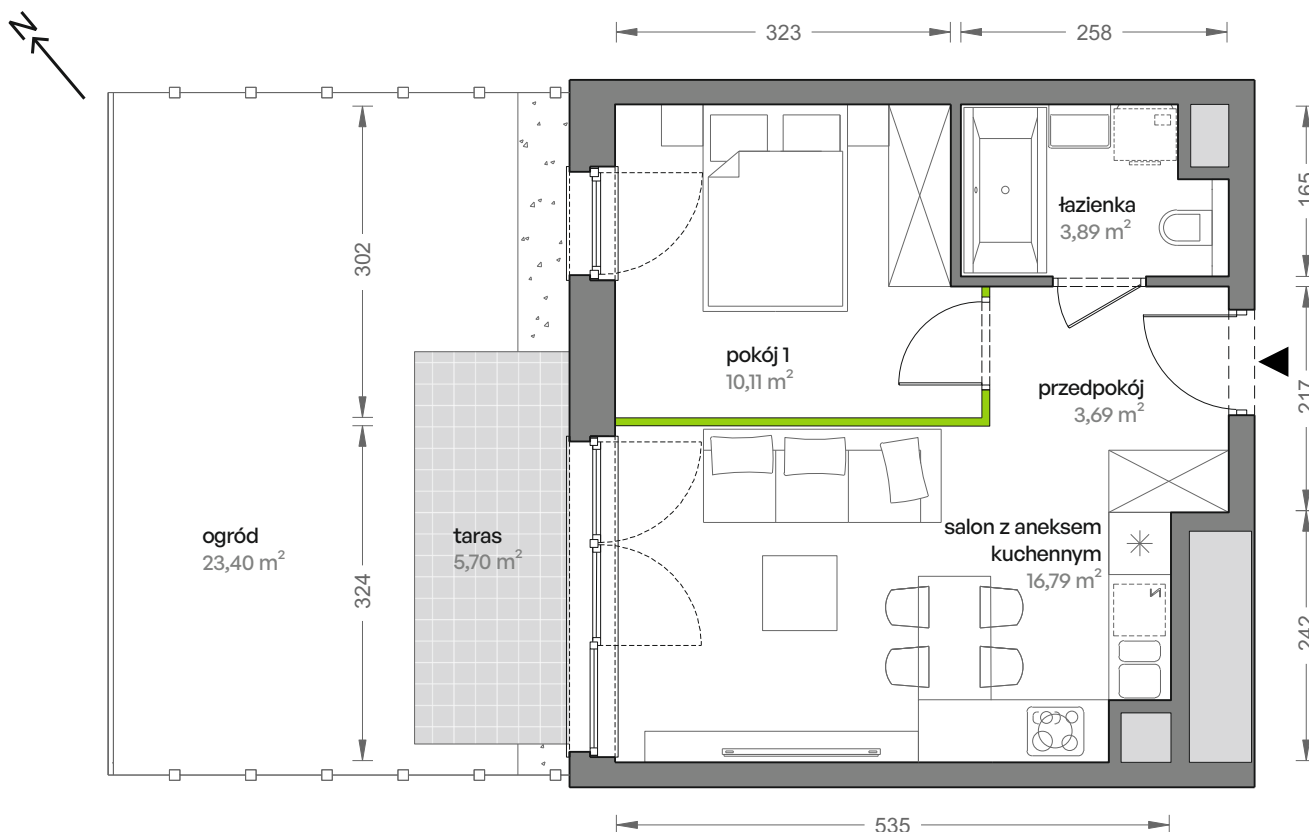 N
323
258
302
165
łazienka
3,89 m²
pokój 1
10,11 m²
przedpokój
3,69 m²
217
ogród
23,40 m²
taras
5,70 m²
324
salon z aneksem
kuchennym
16,79 m²
242
535